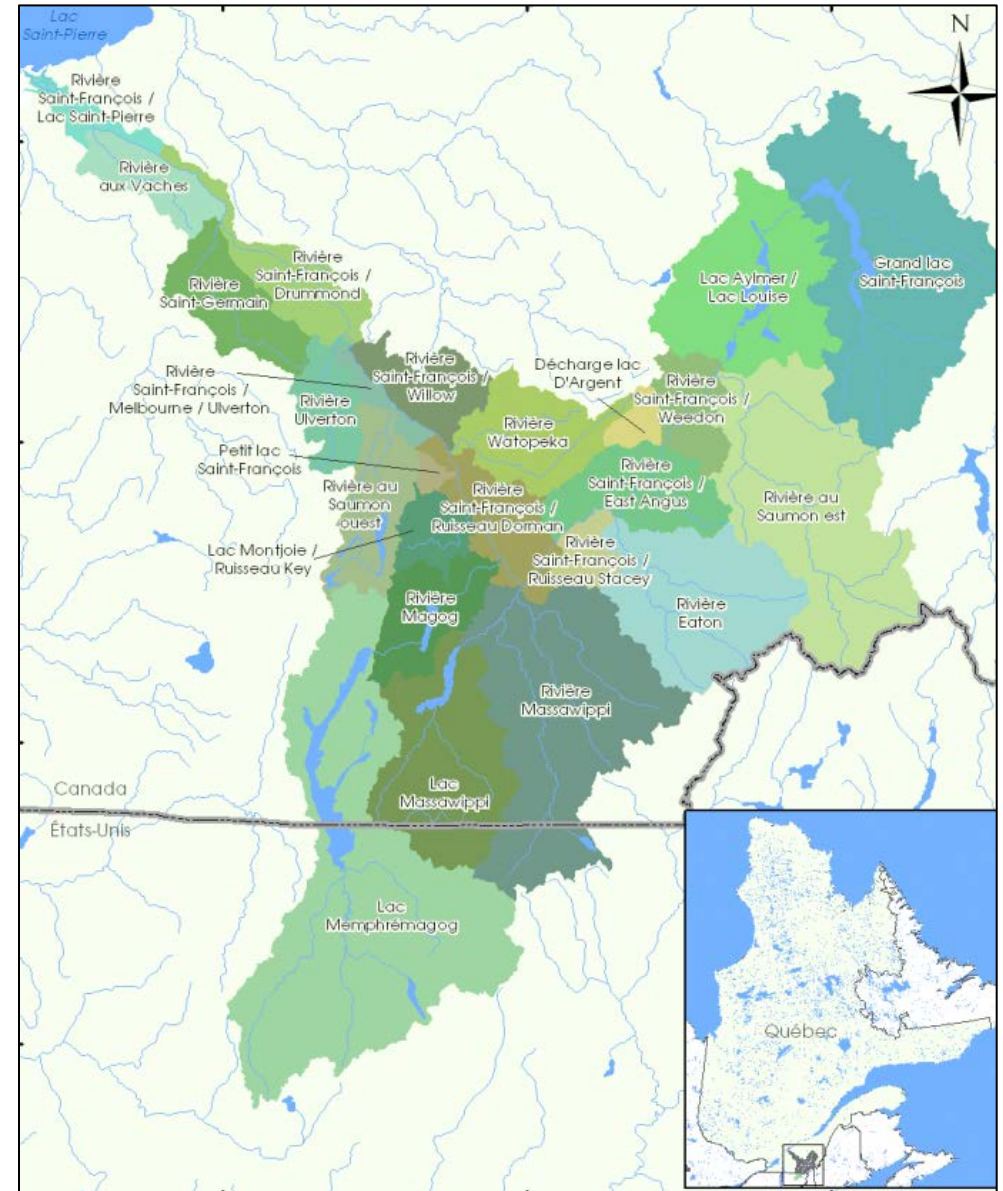 Lac
Saint-Pierre
N
Rivière
Saint-François /
Lac Saint-Pierre
Rivière
aux Vaches
Rivière
Saint-François /
Drummond
Rivière
Saint-Germain
Grand lac
Saint-François
Lac Aylmer /
Lac Louise
Rivière
Saint-François /
Melbourne / Ulverton
Rivière
Saint-François /
Willow
Décharge lac
D'Argent
Rivière
Saint-François /
Weedon
Rivière
Ulverton
Rivière
Watopeka
Petit lac
Saint-François
Rivière au
Saumon
ouest
Rivière
Saint-François /
Ruisseau Dorman
Rivière
Saint-François /
East Angus
Rivière au
Saumon est
Lac Montjoie /
Ruisseau Key
Rivière
Saint-François /
Ruisseau Stacey
Rivière
Magog
Rivière
Eaton
Rivière
Massawippi
Lac
Massawippi
Canada
États-Unis
Lac
Memphrémagog
Québec